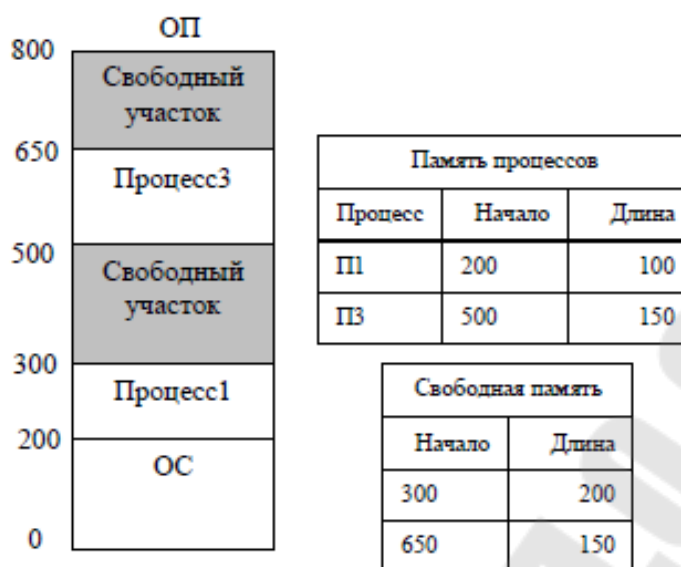 ОП
800
Свободный
участок
650
Процесс3
500
Свободный
участок
300
Процесс1
200
ОС
0
Память процессов
Процесс Начало Длина
П1 200 100
П3 500 150
Свободная память
Начало Длина
300 200
650 150